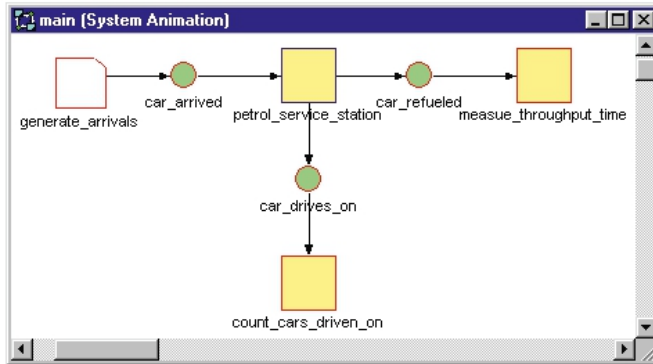 main (System Animation)
generate_arrivals
car_arrived
petrol_service_station
car_refueled
measue_throughput_time
car_drives_on
count_cars_driven_on